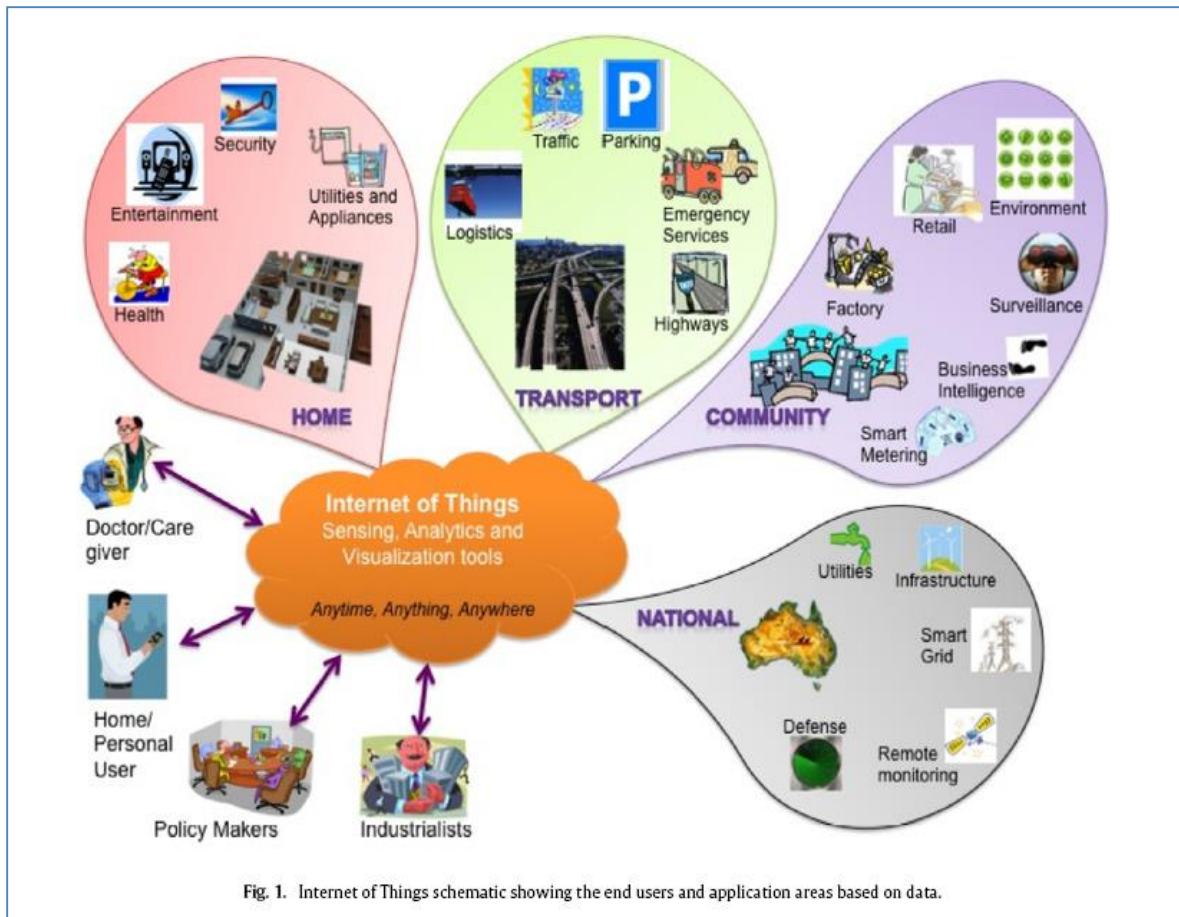 Security
Entertainment
Utilities and
Appliances
Health
HOME
Traffic
P
Parking
Logistics
Emergency
Services
Highways
TRANSPORT
Retail
Environment
Factory
Surveillance
Business
Intelligence
COMMUNITY
Smart
Metering
Internet of Things
Sensing, Analytics and
Visualization tools
Anytime, Anything, Anywhere
Doctor/Care
giver
Home/
Personal
User
Policy Makers
Industrialists
Utilities
Infrastructure
NATIONAL
Smart
Grid
Defense
Remote
monitoring
Fig. 1. Internet of Things schematic showing the end users and application areas based on data.